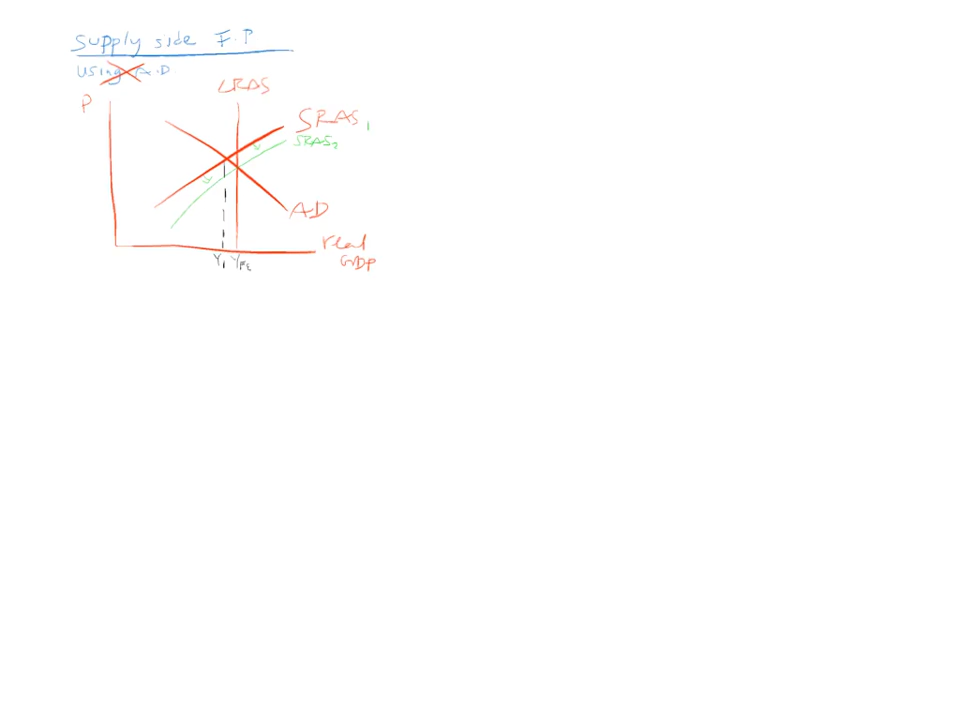 Supply side F.P
using A.D
P
LRAS
SRAS1
SRAS2
AD
real
GDP
Y1 YFE